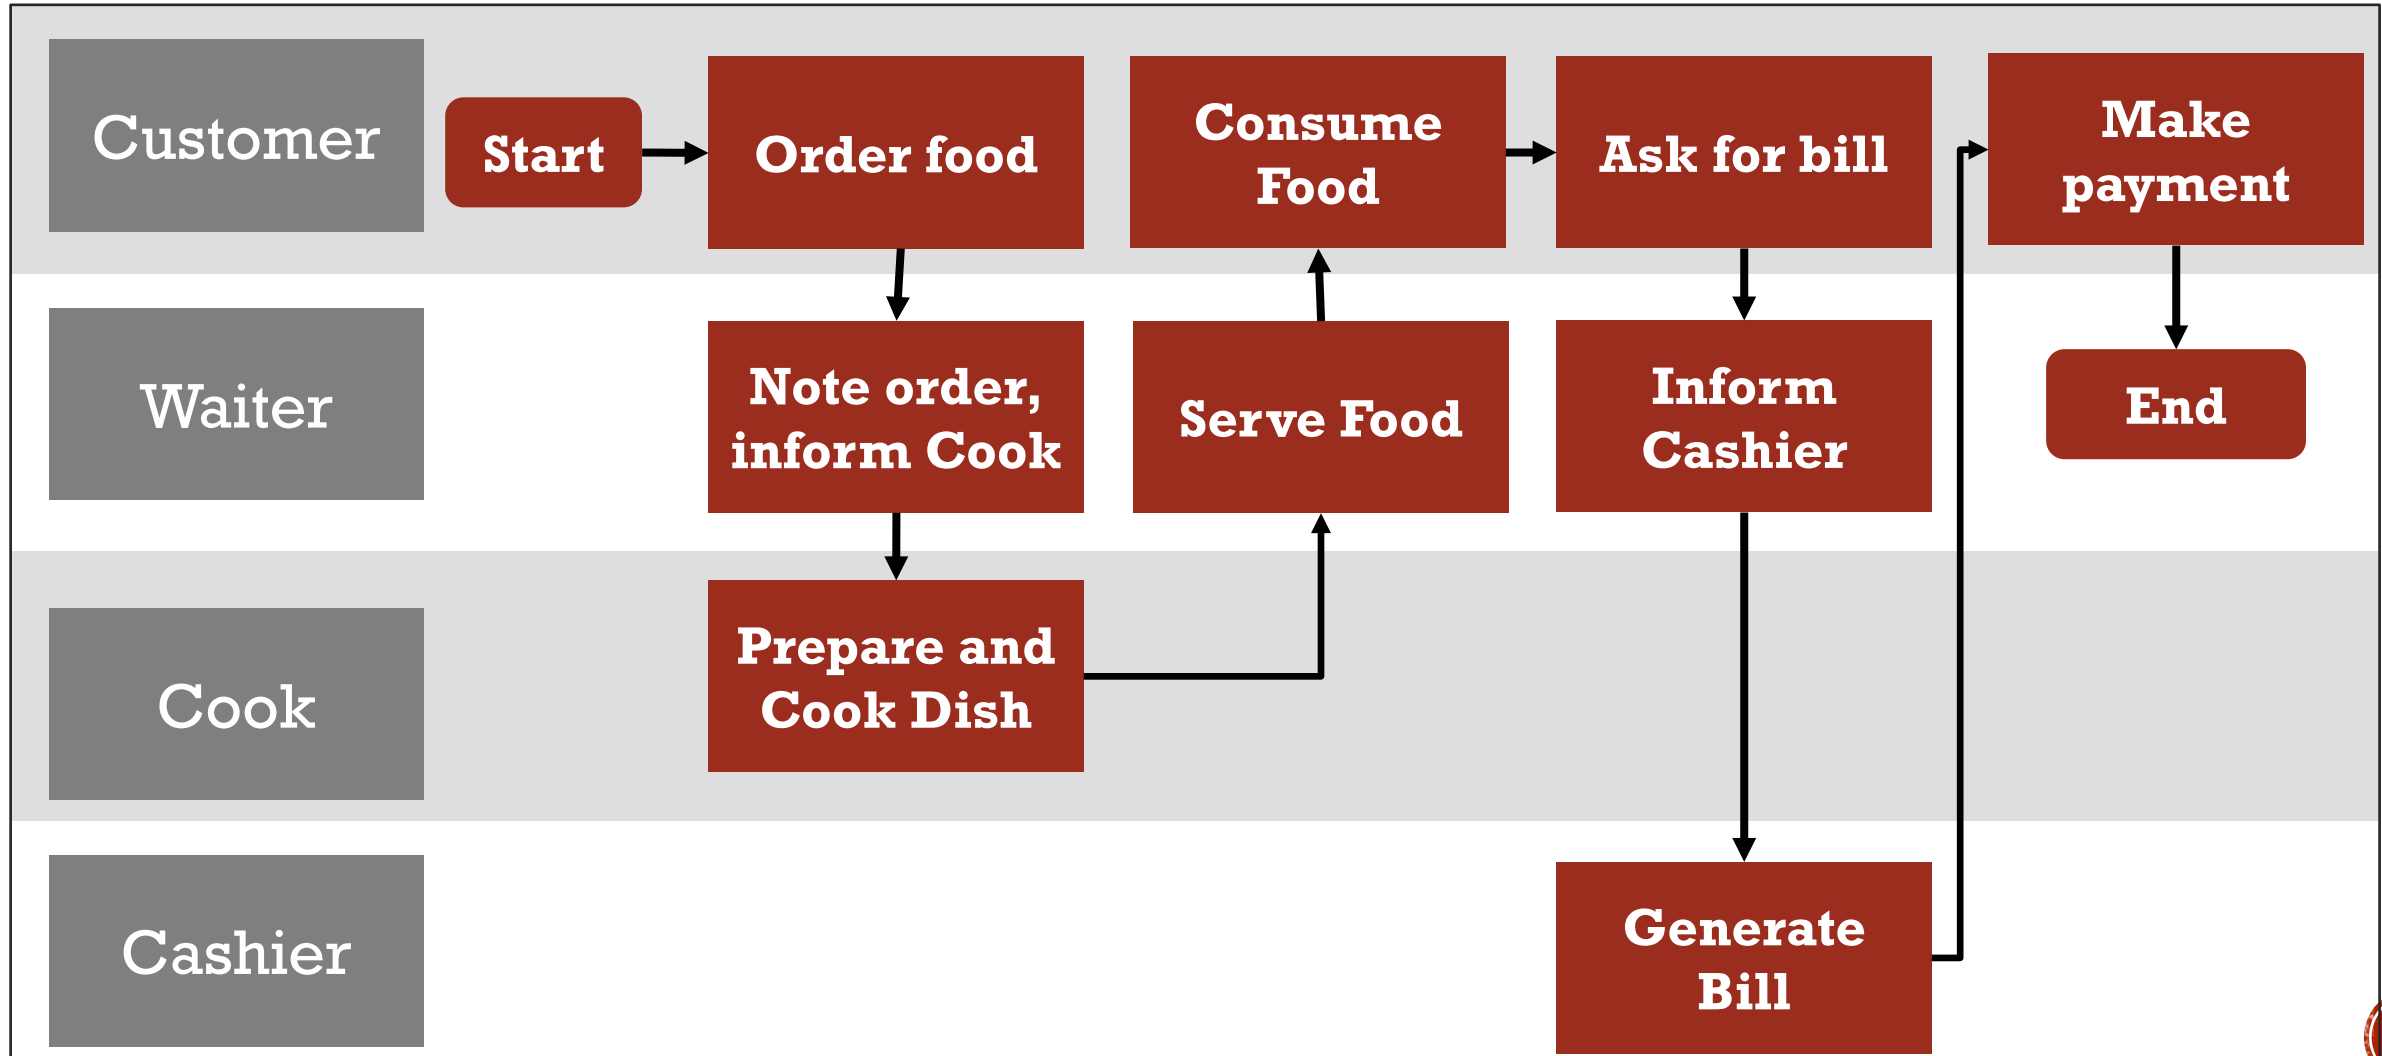 Customer
Start
Order food
Consume
Food
Ask for bill
Make
payment
Waiter
Note order,
inform Cook
Serve Food
Inform
Cashier
End
Cook
Prepare and
Cook Dish
Cashier
Generate
Bill